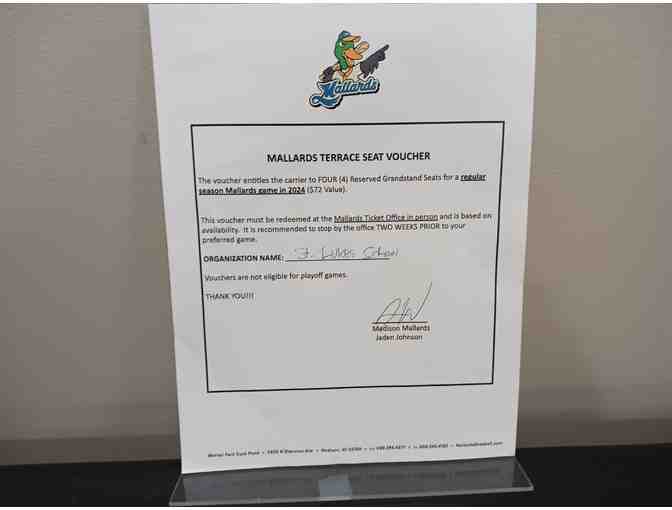 Mallards
MALLARDS TERRACE SEAT VOUCHER
The voucher entitles the carrier to FOUR (4) Reserved Grandstand Seats for a regular
season Mallards game in 2024 ($72 Value).
This voucher must be redeemed at the Mallards Ticket Office in person and is based on
availability. It is recommended to stop by the office TWO WEEKS PRIOR to your
preferred game.
ORGANIZATION NAME: St. Lukes School
Vouchers are not eligible for playoff games.
THANK YOU!!!
Madison Mallards
Jaden Johnson